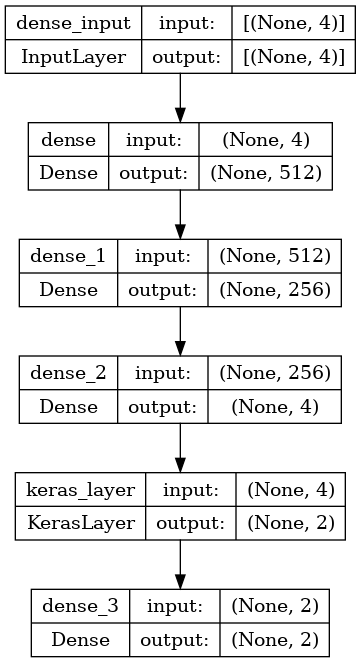 dense_input input: [(None, 4)]
InputLayer output: [(None, 4)]
dense input: (None, 4)
Dense output: (None, 512)
dense_1 input: (None, 512)
Dense output: (None, 256)
dense_2 input: (None, 256)
Dense output: (None, 4)
keras_layer input: (None, 4)
KerasLayer output: (None, 2)
dense_3 input: (None, 2)
Dense output: (None, 2)